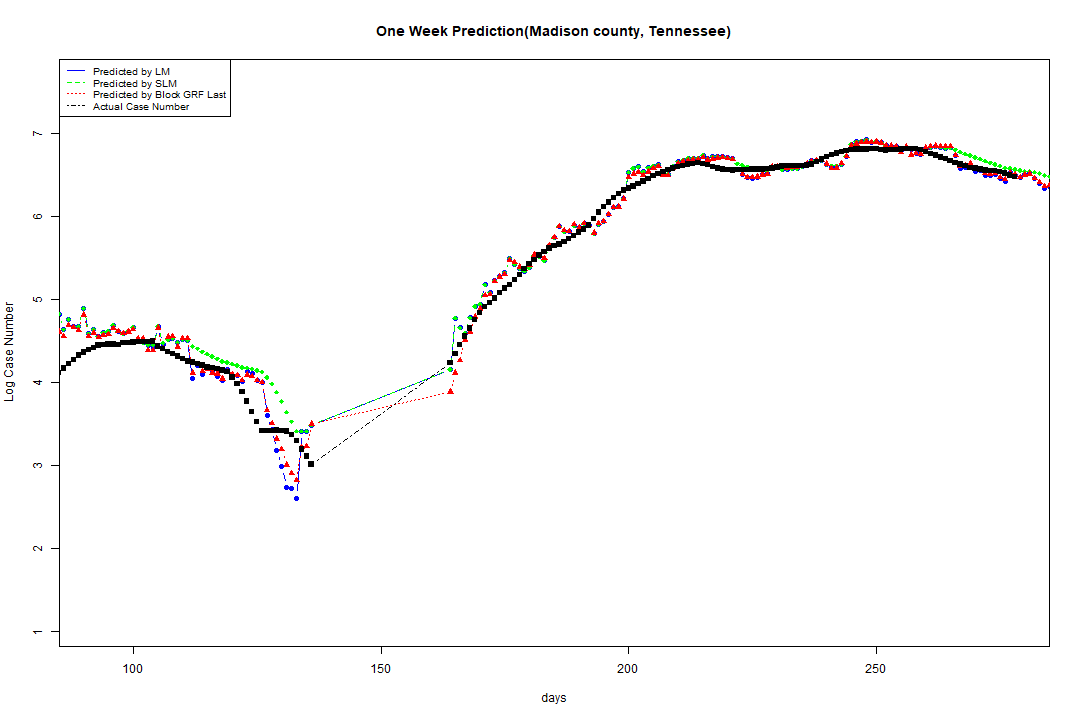 One Week Prediction(Madison county, Tennessee)
Predicted by LM
Predicted by SLM
Predicted by Block GRF Last
Actual Case Number
7
6
5
4
3
2
1
Log Case Number
100
150
200
250
days